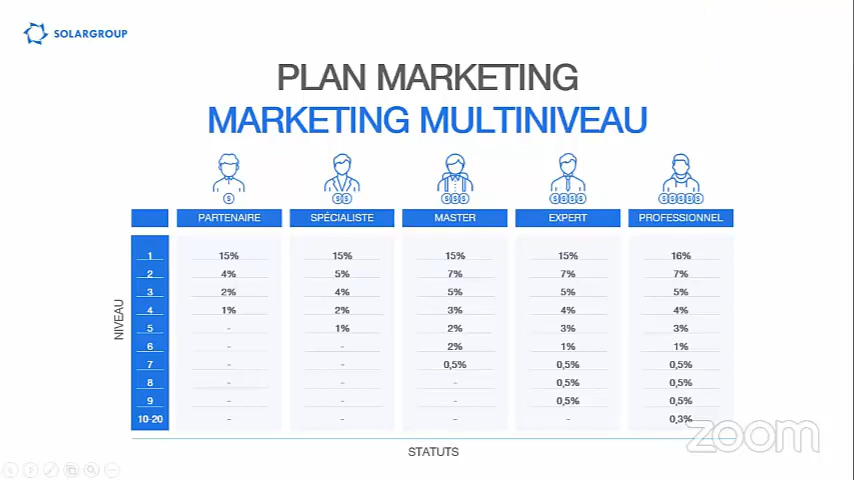 SOLARGROUP
PLAN MARKETING
MARKETING MULTINIVEAU
PARTENAIRE SPÉCIALISTE MASTER EXPERT PROFESSIONNEL
1 15% 15% 15% 15% 16%
2 4% 5% 7% 7% 7%
3 2% 4% 5% 5% 5%
4 1% 2% 3% 4% 4%
5 - 1% 2% 3% 3%
6 - - 2% 1% 1%
7 - - 0,5% 0,5% 0,5%
8 - - - 0,5% 0,5%
9 - - - 0,5% 0,5%
10-20 - - - - 0,3%
NIVEAU
STATUTS
zoom